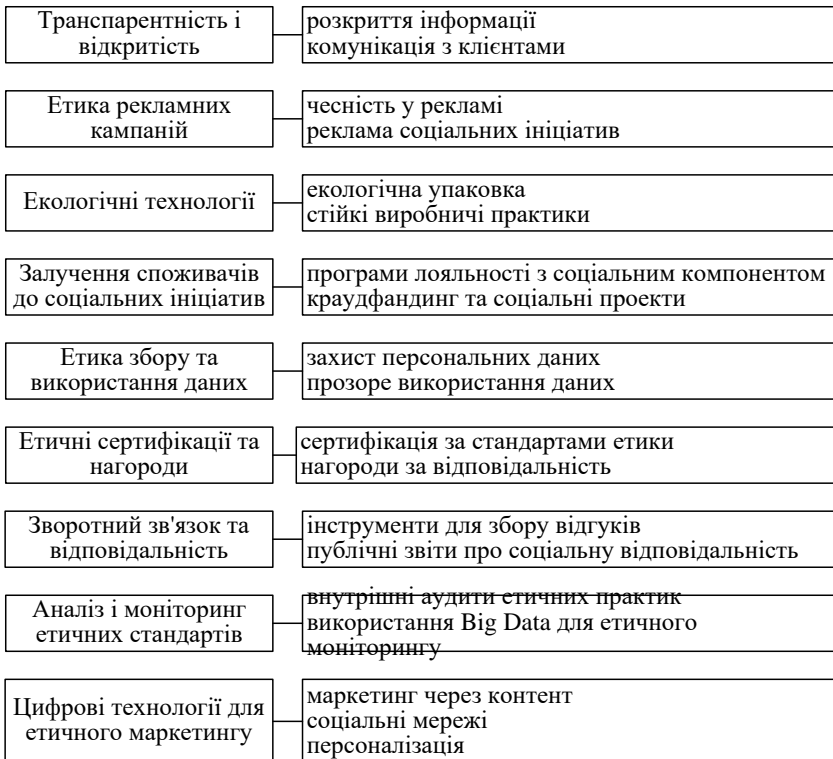 Транспарентність і
відкритість
розкриття інформації
комунікація з клієнтами
Етика рекламних
кампаній
чесність у рекламі
реклама соціальних ініціатив
Екологічні технології
екологічна упаковка
стійкі виробничі практики
Залучення споживачів
до соціальних ініціатив
програми лояльності з соціальним компонентом
краудфандинг та соціальні проекти
Етика збору та
використання даних
захист персональних даних
прозоре використання даних
Етичні сертифікації та
нагороди
сертифікація за стандартами етики
нагороди за відповідальність
Зворотний зв'язок та
відповідальність
інструменти для збору відгуків
публічні звіти про соціальну відповідальність
Аналіз і моніторинг
етичних стандартів
внутрішні аудити етичних практик
використання Big Data для етичного
моніторингу
Цифрові технології для
етичного маркетингу
маркетинг через контент
соціальні мережі
персоналізація